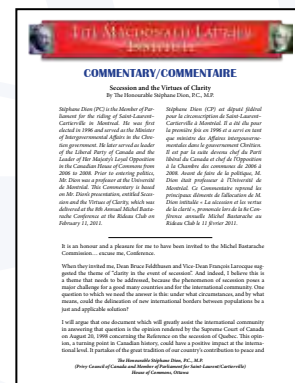 THE MACDONALD-LAURIER
INSTITUTE
COMMENTARY/COMMENTAIRE
Secession and the Virtues of Clarity
By The Honourable Stéphane Dion, P.C., M.P.
Stéphane Dion (PC) is the Member of Par-
liament for the riding of Saint-Laurent-
Cartierville in Montreal. He was first
elected in 1996 and served as the Minister
of Intergovernmental Affairs in the Chré-
tien government. He later served as leader
of the Liberal Party of Canada and the
Leader of Her Majesty's Loyal Opposition
in the Canadian House of Commons from
2006 to 2008. Prior to entering politics,
Mr. Dion was a professor at the Université
de Montréal. This Commentary is based
on Mr. Dion's presentation, entitled Seces-
sion and the Virtues of Clarity, which was
delivered at the 8th Annual Michel Basta-
rache Conference at the Rideau Club on
February 11, 2011.
Stéphane Dion (CP) est député fédéral
pour la circonscription de Saint-Laurent-
Cartierville à Montréal. Il a été élu pour
la première fois en 1996 et a servi en tant
que ministre des Affaires intergouverne-
mentales dans le gouvernement Chrétien.
Il est par la suite devenu chef du Parti
libéral du Canada et chef de l'Opposition
à la Chambre des communes de 2006 à
2008. Avant de faire de la politique, M.
Dion était professeur à l'Université de
Montréal. Ce Commentaire reprend les
principaux éléments de l'allocution de M.
Dion intitulée « La sécession et les vertus
de la clarté », prononcée lors de la 8e Con-
férence annuelle Michel Bastarache au
Rideau Club le 11 février 2011.
It is an honour and a pleasure for me to have been invited to the Michel Bastarache
Commission… excuse me, Conference.
When they invited me, Dean Bruce Feldthusen and Vice-Dean François Larocque sug-
gested the theme of "clarity in the event of secession". And indeed, I believe this is
a theme that needs to be addressed, because the phenomenon of secession poses a
major challenge for a good many countries and for the international community. One
question to which we need the answer is this: under what circumstances, and by what
means, could the delineation of new international borders between populations be a
just and applicable solution?
I will argue that one document which will greatly assist the international community
in answering that question is the opinion rendered by the Supreme Court of Canada
on August 20, 1998 concerning the Reference on the secession of Quebec. This opin-
ion, a turning point in Canadian history, could have a positive impact at the interna-
tional level. It partakes of the great tradition of our country's contribution to peace and
The Honourable Stéphane Dion, P.C., M.P.
(Privy Council of Canada and Member of Parliament for Saint-Laurent/Cartierville)
House of Commons, Ottawa